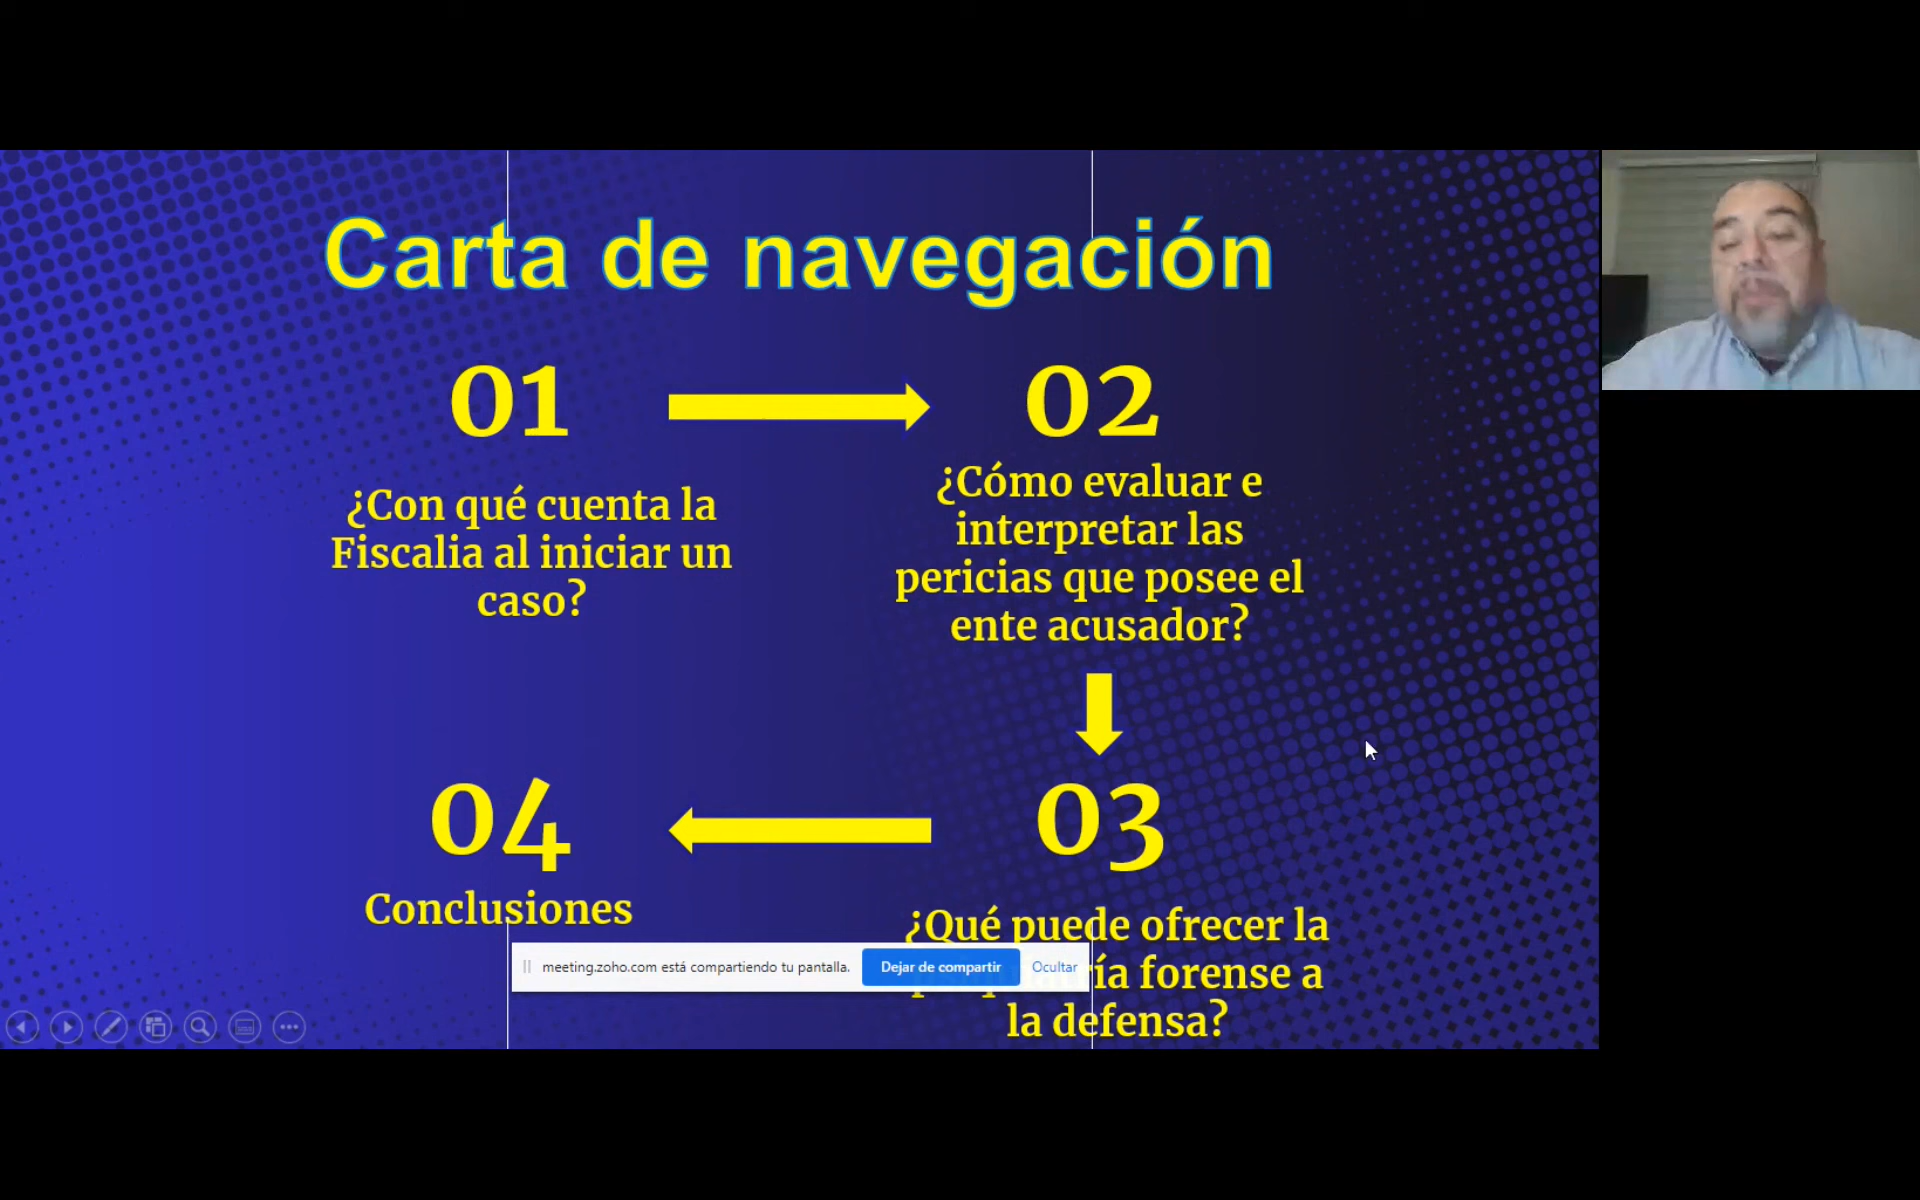 Carta de navegación
01
¿Con qué cuenta la
Fiscalia al iniciar un
caso?
02
¿Cómo evaluar e
interpretar las
pericias que posee el
ente acusador?
03
¿Qué puede ofrecer la
forense a
la defensa?
04
Conclusiones
meeting.zoho.com está compartiendo tu pantalla.
Dejar de compartir
Ocultar